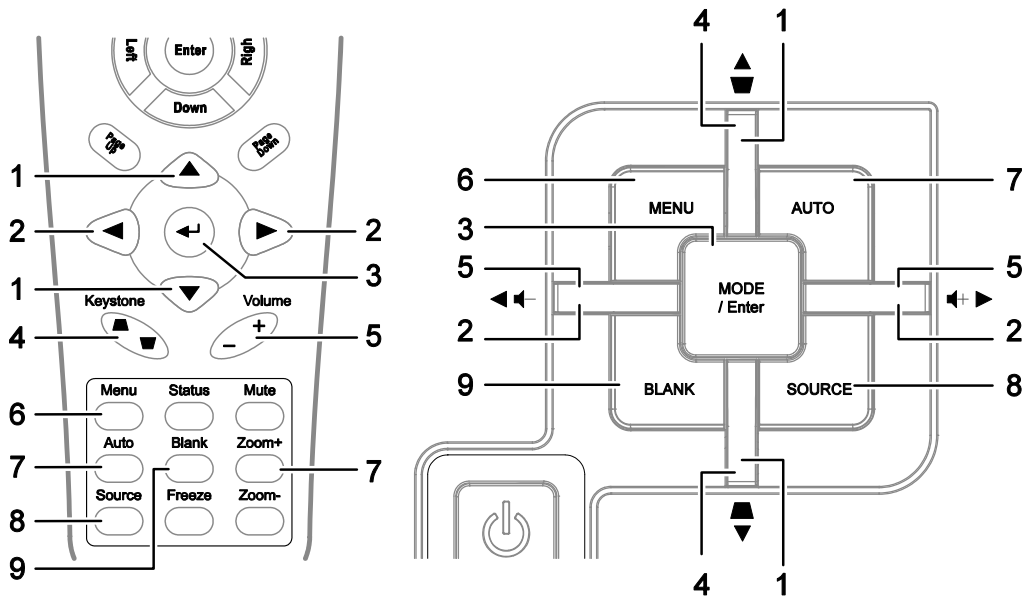 Left
Enter
Righ
Down
Page
Up
Page
Down
1
2
2
3
1
Keystone
Volume
4
5
Menu
Status
Mute
6
Auto
Blank
Zoom+
7
7
Source
Freeze
Zoom-
8
9
4
1
6
7
MENU
AUTO
3
5
5
MODE
/ Enter
2
2
9
BLANK
SOURCE
8
4
1